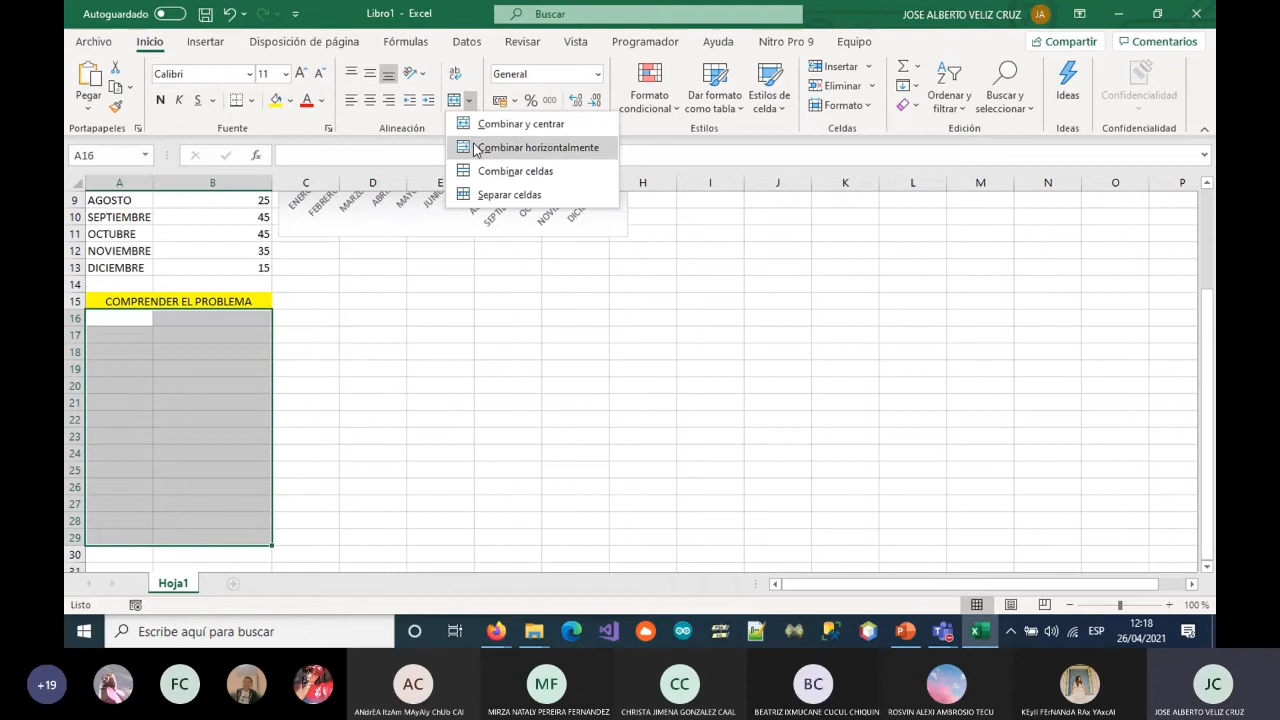 Autoguardado
Libro1 - Excel
Buscar
JOSE ALBERTO VELIZ CRUZ
JA
Archivo
Inicio
Insertar
Disposición de página
Fórmulas
Datos
Revisar
Vista
Programador
Ayuda
Nitro Pro 9
Equipo
Compartir
Comentarios
Pegar
Portapapeles
Calibri
11
N K S
Fuente
Alineación
General
% 000
Formato
condicional
Dar formato
como tabla
Estilos de
celda
Estilos
Insertar
Eliminar
Formato
Celdas
Ordenar y
filtrar
Buscar y
seleccionar
Ideas
Ideas
Confidencialidad
Confidencialidad
Combinar y centrar
Combinar horizontalmente
Combinar celdas
Separar celdas
A16
fx
A B C D E H I J K L M N O P
9 AGOSTO 25
10 SEPTIEMBRE 45
11 OCTUBRE 45
12 NOVIEMBRE 35
13 DICIEMBRE 15
14
15 COMPRENDER EL PROBLEMA
16
17
18
19
20
21
22
23
24
25
26
27
28
29
30
31
ENERO
Hoja1
Listo
100 %
Escribe aquí para buscar
ESP
12:18
26/04/2021
+19
FC
AC
ANdrEA ItzAm MAyAly ChUb CAl
MF
MIRZA NATALY PEREIRA FERNANDEZ
CC
CHRISTA JIMENA GONZALEZ CAAL
BC
BEATRIZ IXMUCANE CUCUL CHIQUIN
ROSVIN ALEXI AMBROSIO TECU
KEyll FErNANdA RAx YAxcAl
JC
JOSE ALBERTO VELIZ CRUZ